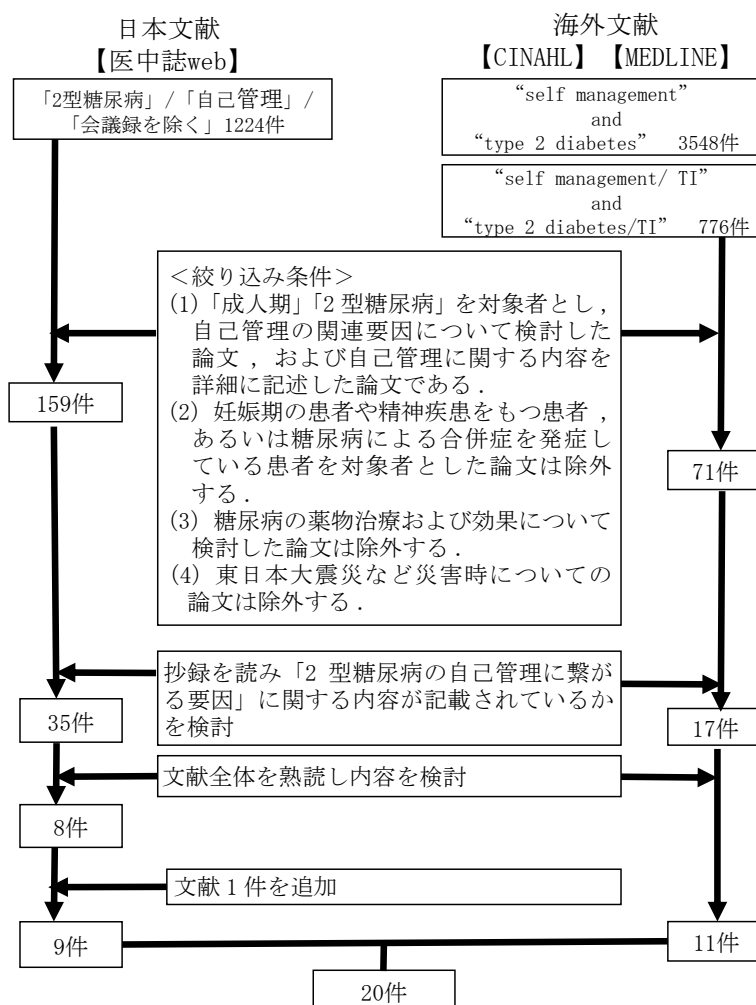 日本文献
【医中誌web】
「2型糖尿病」/「自己管理」/
「会議録を除く」1224件
海外文献
【CINAHL】【MEDLINE】
“self management”
and
“type 2 diabetes” 3548件
“self management/ TI”
and
“type 2 diabetes/TI” 776件
＜絞り込み条件＞
(1)「成人期」「2 型糖尿病」を対象者とし，
自己管理の関連要因について検討した
論文，および自己管理に関する内容を
詳細に記述した論文である．
(2) 妊娠期の患者や精神疾患をもつ患者，
あるいは糖尿病による合併症を発症し
ている患者を対象者とした論文は除外
する．
(3) 糖尿病の薬物治療および効果について
検討した論文は除外する．
(4) 東日本大震災など災害時についての
論文は除外する．
159件
71件
抄録を読み「2 型糖尿病の自己管理に繋が
る要因」に関する内容が記載されているか
を検討
35件
17件
文献全体を熟読し内容を検討
8件
文献 1 件を追加
9件
11件
20件